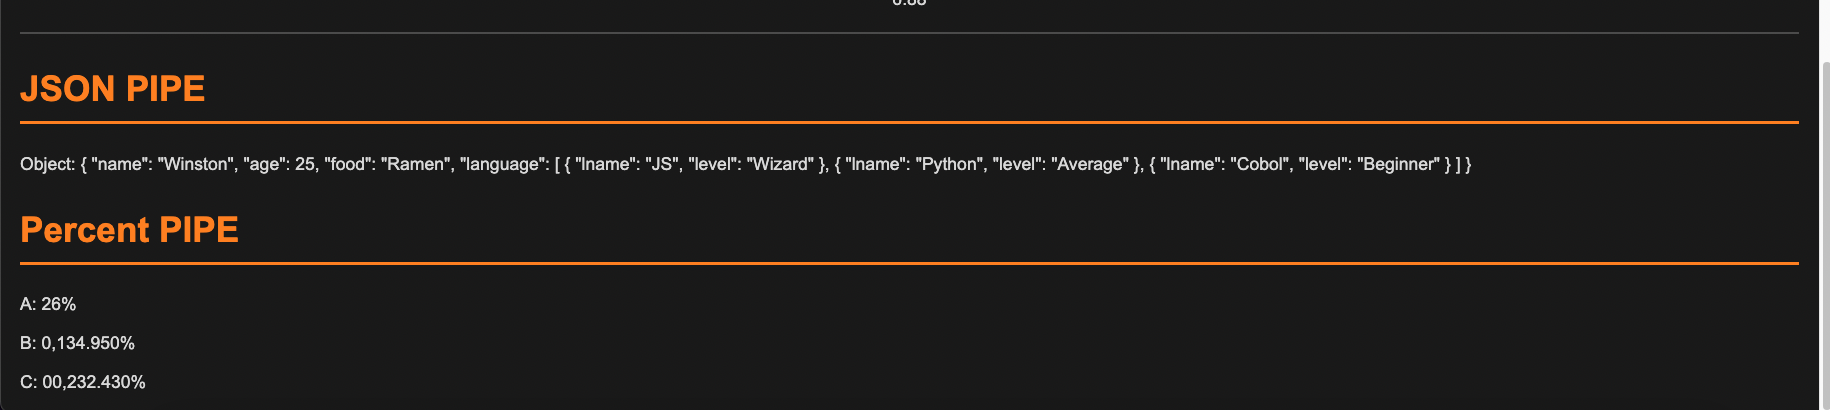 JSON PIPE
Object: { "name": "Winston", "age": 25, "food": "Ramen", "language": [ { "lname": "JS", "level": "Wizard" }, { "lname": "Python", "level": "Average" }, { "lname": "Cobol", "level": "Beginner" } ] }
Percent PIPE
A: 26%
B: 0,134.950%
C: 00,232.430%